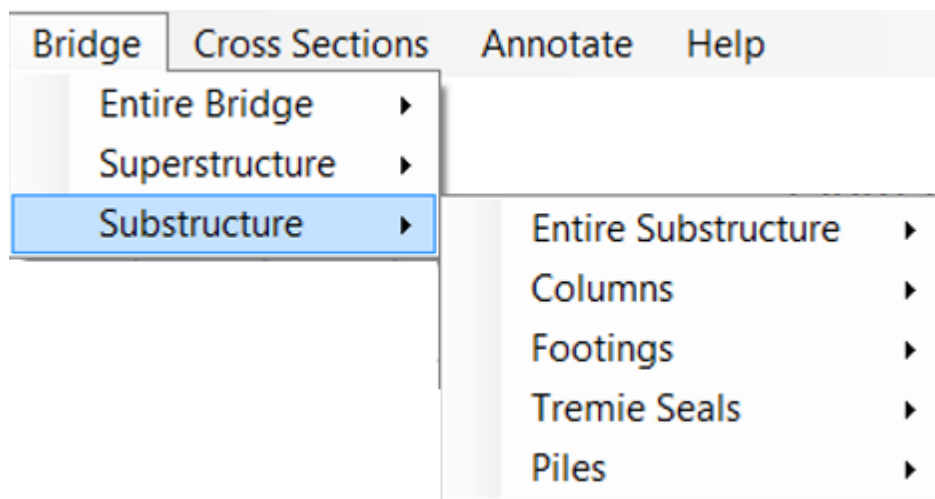 Bridge Cross Sections Annotate Help
Entire Bridge
Superstructure
Substructure
Entire Substructure
Columns
Footings
Tremie Seals
Piles